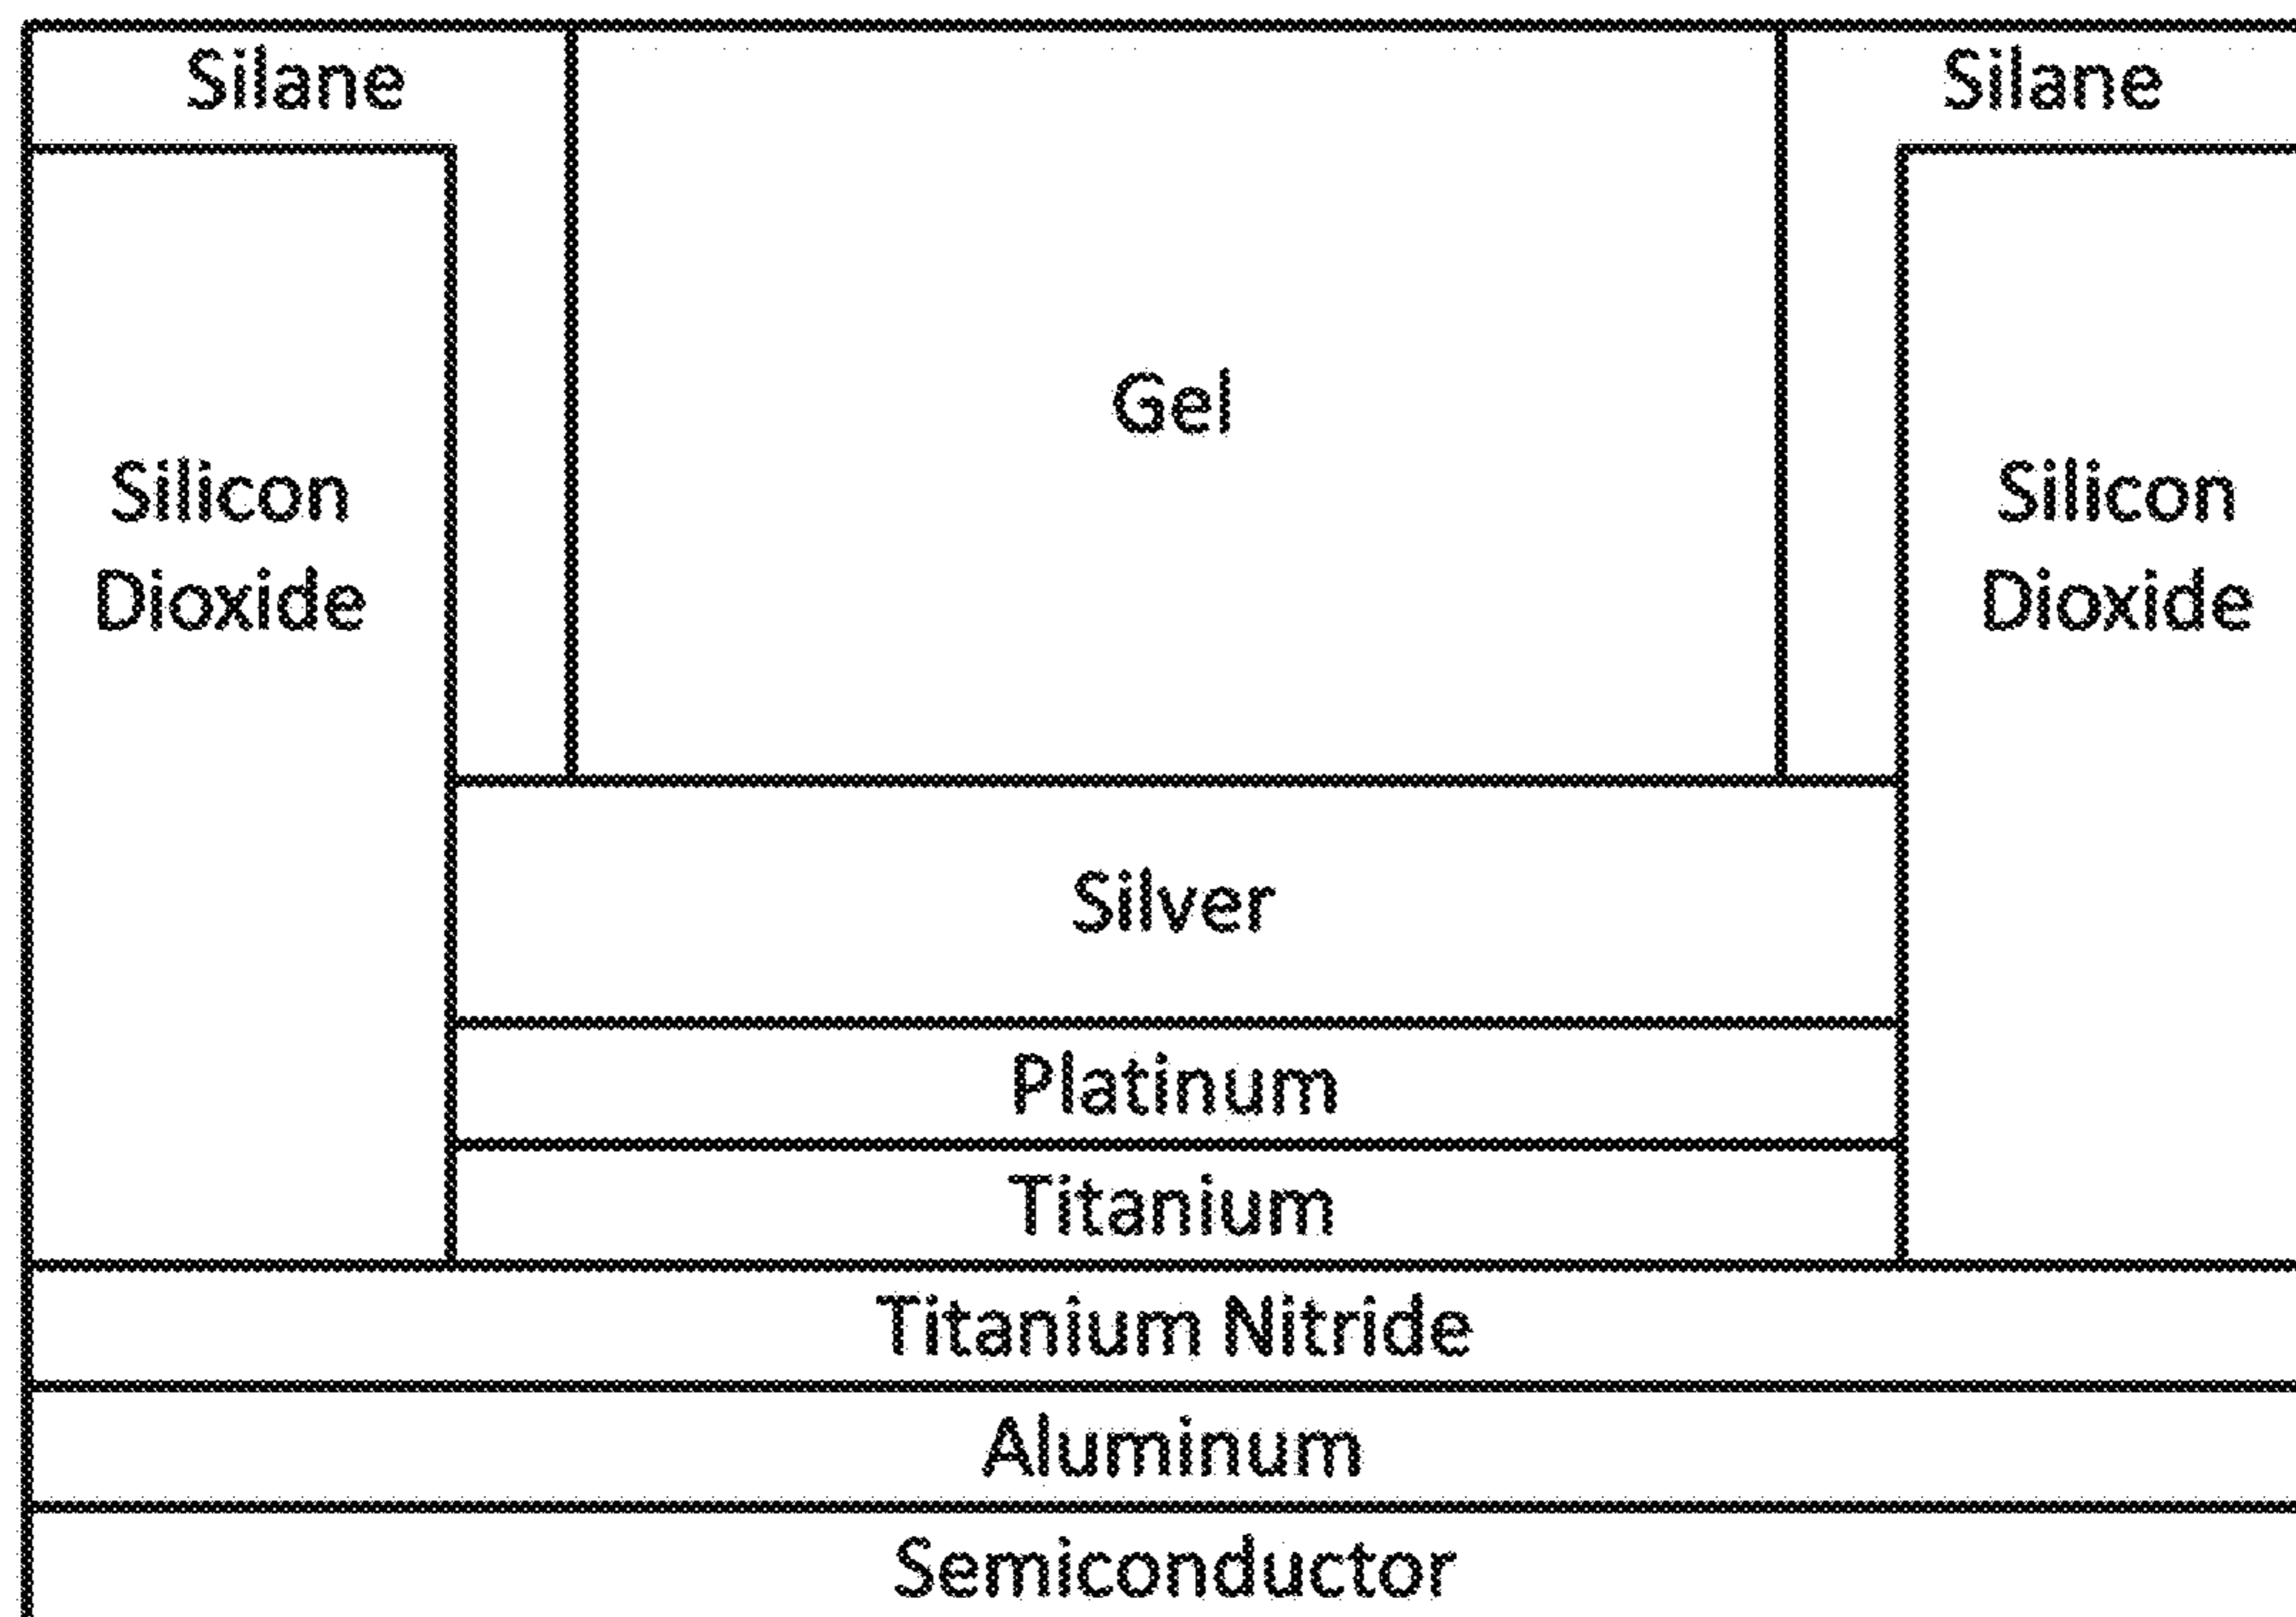 Silane
Silane
Gel
Silicon
Dioxide
Silicon
Dioxide
Silver
Platinum
Titanium
Titanium Nitride
Aluminum
Semiconductor